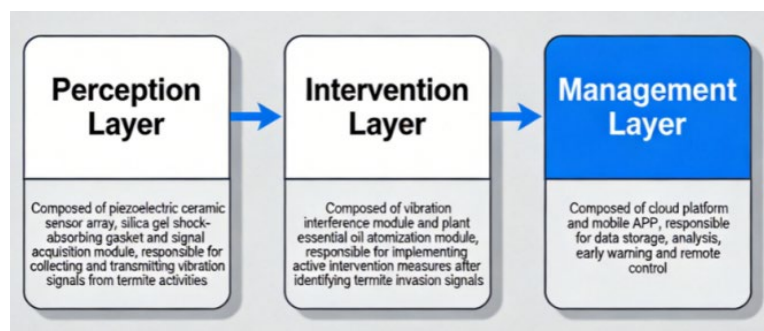 Perception
Layer
Composed of piezoelectric ceramic
sensor array, silica gel shock-
absorbing gasket and signal
acquisition module, responsible for
collecting and transmitting vibration
signals from termite activities
Intervention
Layer
Composed of vibration
interference module and plant
essential oil atomization module,
responsible for implementing
active intervention measures after
identifying termite invasion signals
Management
Layer
Composed of cloud platform
and mobile APP, responsible
for data storage, analysis,
early warning and remote
control